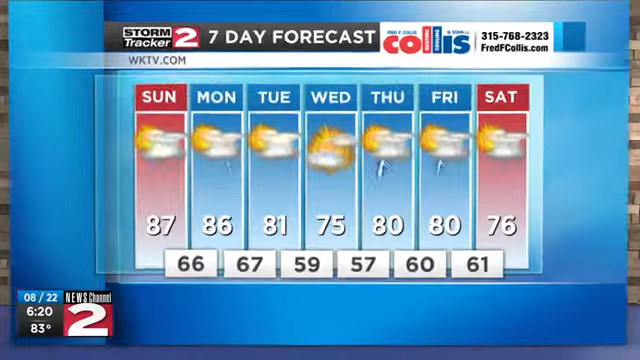 STORM
Tracker 2
7 DAY FORECAST
WKTV.COM
FRED F. COLLIS & SONS
collis
HEATING
COOLING
315-768-2323
FredFCollis.com
SUN MON TUE WED THU FRI SAT
87 86 81 75 80 80 76
66 67 59 57 60 61
08 / 22
6:20
83°
NEWS Channel
2